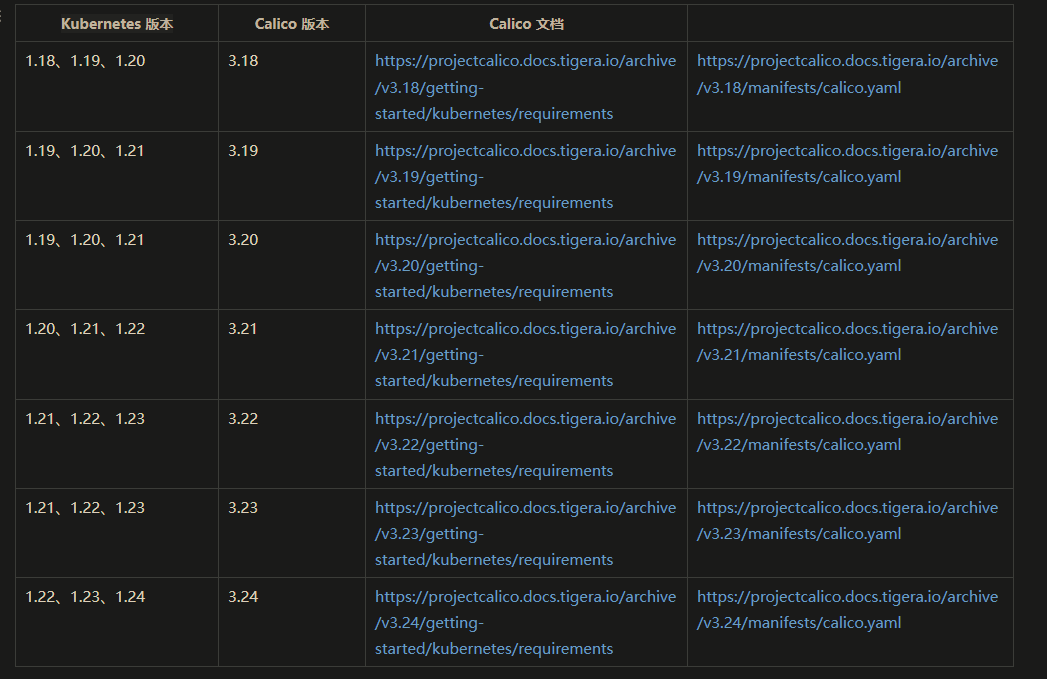 Kubernetes 版本 Calico 版本 Calico 文档
1.18、1.19、1.20 3.18 https://projectcalico.docs.tigera.io/archive https://projectcalico.docs.tigera.io/archive
/v3.18/getting- /v3.18/manifests/calico.yaml
started/kubernetes/requirements
1.19、1.20、1.21 3.19 https://projectcalico.docs.tigera.io/archive https://projectcalico.docs.tigera.io/archive
/v3.19/getting- /v3.19/manifests/calico.yaml
started/kubernetes/requirements
1.19、1.20、1.21 3.20 https://projectcalico.docs.tigera.io/archive https://projectcalico.docs.tigera.io/archive
/v3.20/getting- /v3.20/manifests/calico.yaml
started/kubernetes/requirements
1.20、1.21、1.22 3.21 https://projectcalico.docs.tigera.io/archive https://projectcalico.docs.tigera.io/archive
/v3.21/getting- /v3.21/manifests/calico.yaml
started/kubernetes/requirements
1.21、1.22、1.23 3.22 https://projectcalico.docs.tigera.io/archive https://projectcalico.docs.tigera.io/archive
/v3.22/getting- /v3.22/manifests/calico.yaml
started/kubernetes/requirements
1.21、1.22、1.23 3.23 https://projectcalico.docs.tigera.io/archive https://projectcalico.docs.tigera.io/archive
/v3.23/getting- /v3.23/manifests/calico.yaml
started/kubernetes/requirements
1.22、1.23、1.24 3.24 https://projectcalico.docs.tigera.io/archive https://projectcalico.docs.tigera.io/archive
/v3.24/getting- /v3.24/manifests/calico.yaml
started/kubernetes/requirements